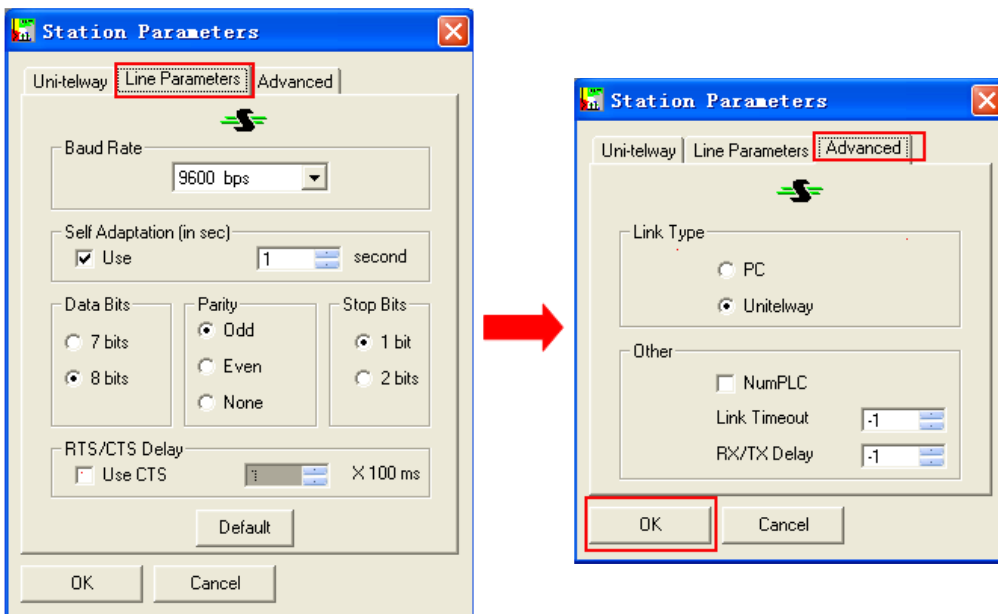 Station Parameters
Uni-telway Line Parameters Advanced
Baud Rate
9600 bps
Self Adaptation (in sec)
Use 1 second
Data Bits
7 bits
8 bits
Parity
Odd
Even
None
Stop Bits
1 bit
2 bits
RTS/CTS Delay
Use CTS 1 X 100 ms
Default
OK Cancel
Station Parameters
Uni-telway Line Parameters Advanced
Link Type
PC
Unitelway
Other
NumPLC
Link Timeout -1
RX/TX Delay -1
OK Cancel